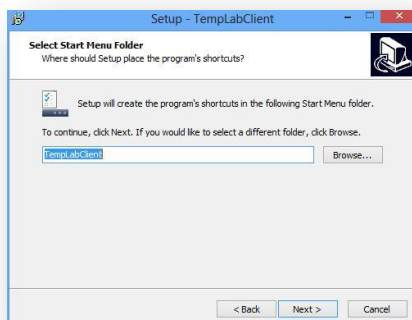 Setup - TempLabClient
Select Start Menu Folder
Where should Setup place the program's shortcuts?
Setup will create the program's shortcuts in the following Start Menu folder.
To continue, click Next. If you would like to select a different folder, click Browse.
TempLabClient
Browse...
< Back
Next >
Cancel